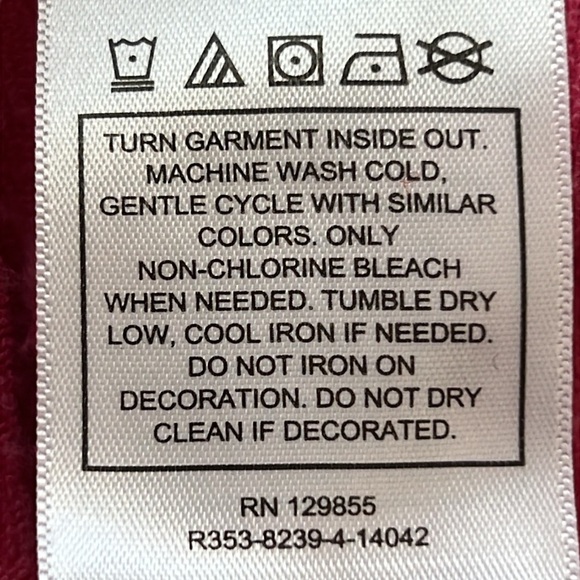 TURN GARMENT INSIDE OUT.
MACHINE WASH COLD,
GENTLE CYCLE WITH SIMILAR
COLORS. ONLY
NON-CHLORINE BLEACH
WHEN NEEDED. TUMBLE DRY
LOW, COOL IRON IF NEEDED.
DO NOT IRON ON
DECORATION. DO NOT DRY
CLEAN IF DECORATED.
RN 129855
R353-8239-4-14042